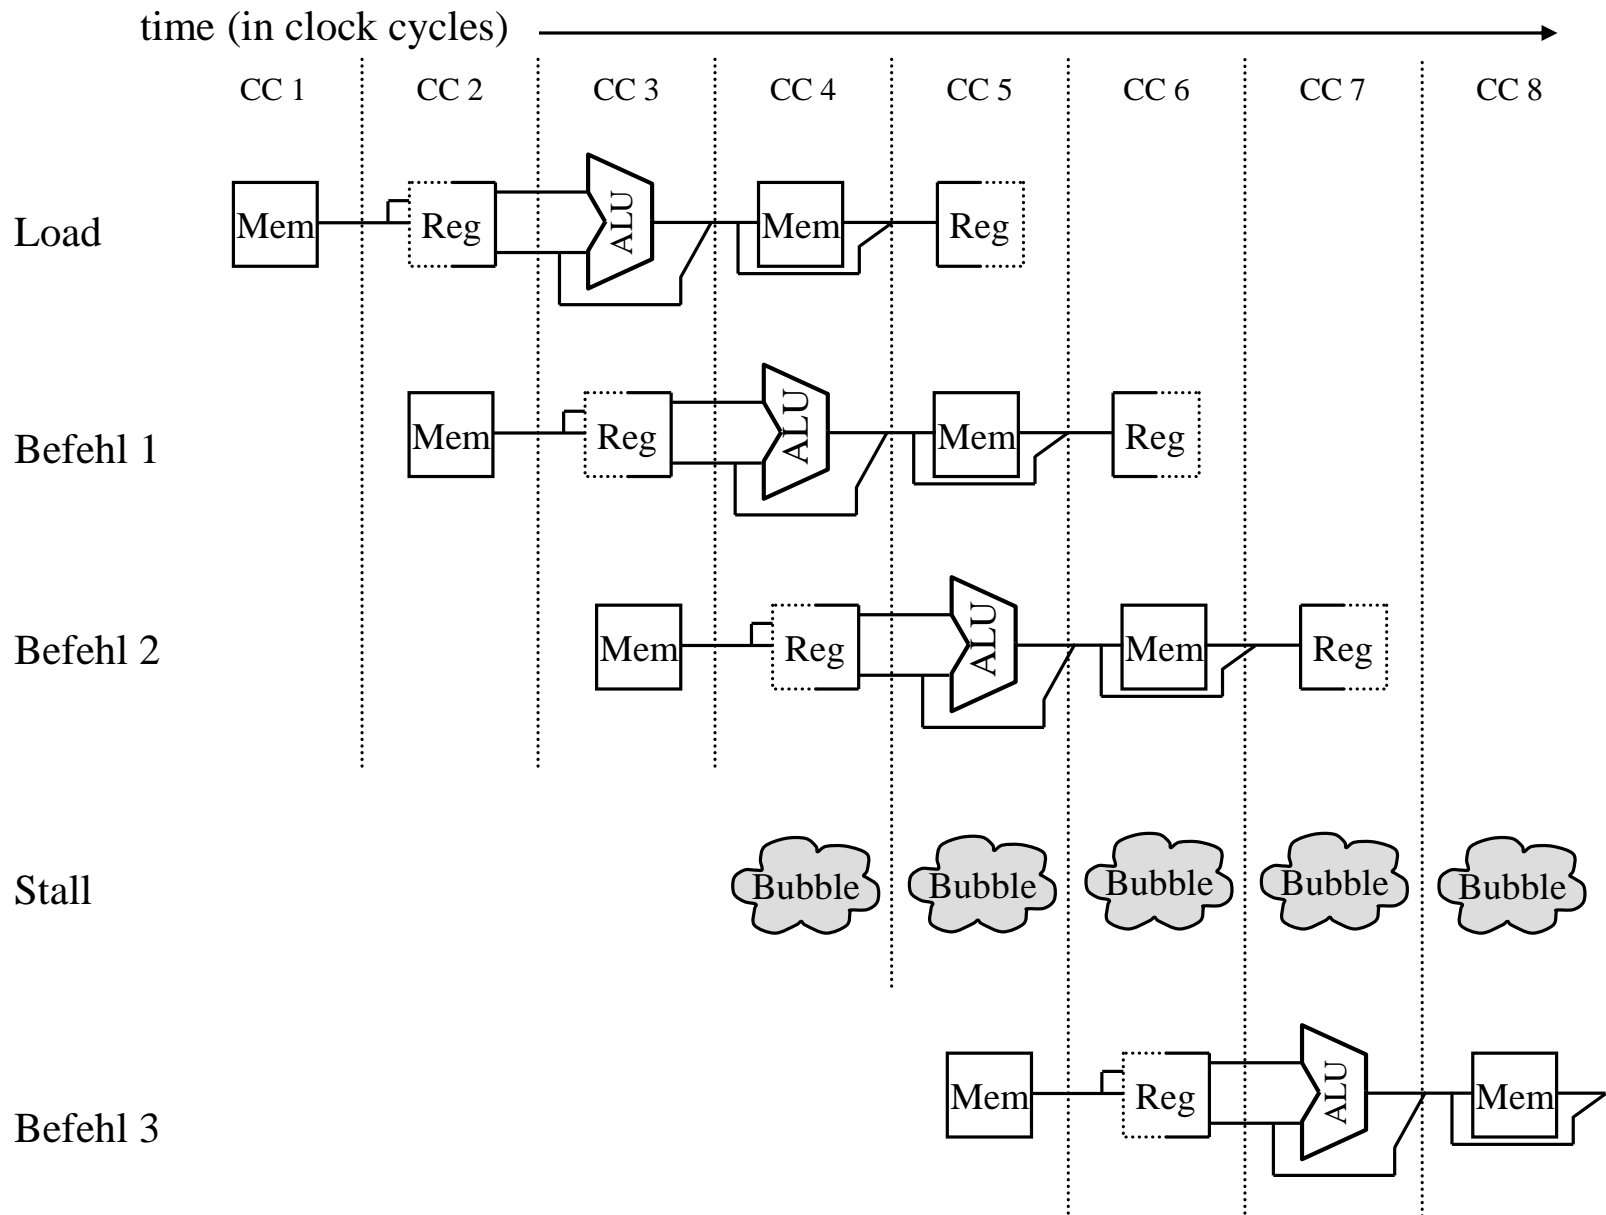 time (in clock cycles)
CC 1 CC 2 CC 3 CC 4 CC 5 CC 6 CC 7 CC 8
Load Mem Reg ALU Mem Reg
Befehl 1 Mem Reg ALU Mem Reg
Befehl 2 Mem Reg ALU Mem Reg
Stall Bubble Bubble Bubble Bubble Bubble
Befehl 3 Mem Reg ALU Mem